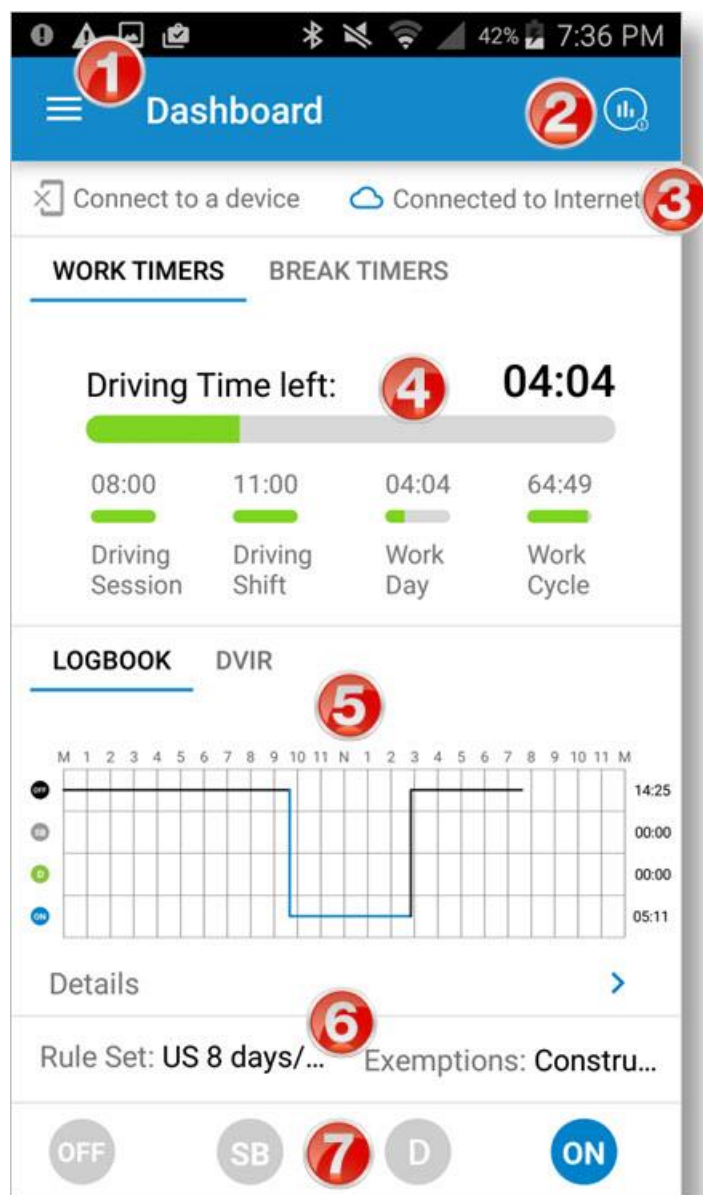 42% 7:36 PM
1
Dashboard 2
Connect to a device Connected to Internet 3
WORK TIMERS BREAK TIMERS
Driving Time left: 4 04:04
08:00 11:00 04:04 64:49
Driving Driving Work Work
Session Shift Day Cycle
LOGBOOK DVIR
5
M 1 2 3 4 5 6 7 8 9 10 11 N 1 2 3 4 5 6 7 8 9 10 11 M
OFF 14:25
SB 00:00
D 00:00
ON 05:11
Details
6
Rule Set: US 8 days/... Exemptions: Constru...
OFF SB 7 D ON